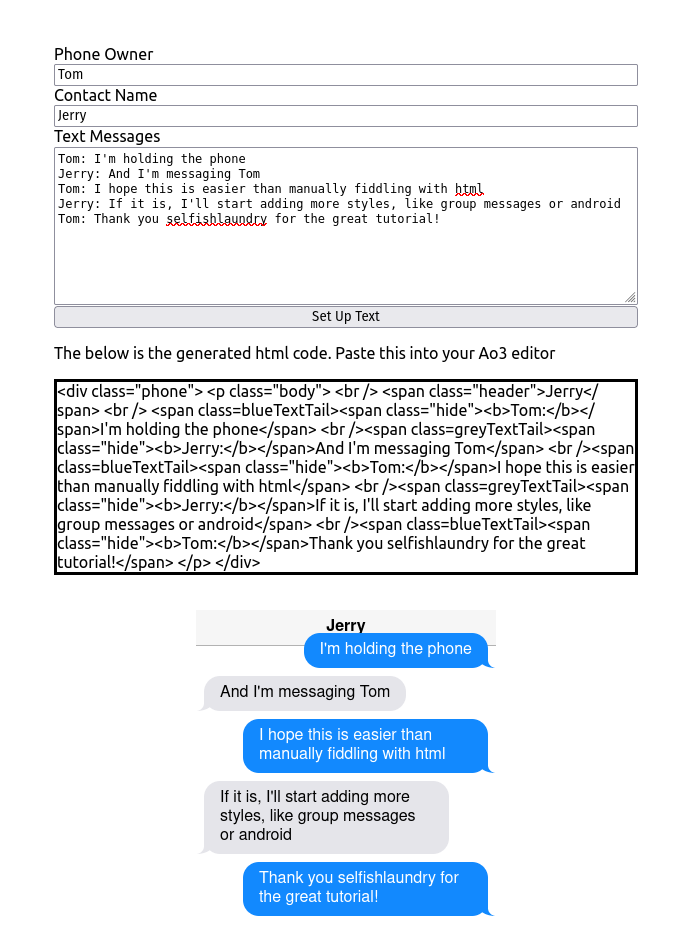 Phone Owner
Tom
Contact Name
Jerry
Text Messages
Tom: I'm holding the phone
Jerry: And I'm messaging Tom
Tom: I hope this is easier than manually fiddling with html
Jerry: If it is, I'll start adding more styles, like group messages or android
Tom: Thank you selfishlaundry for the great tutorial!
Set Up Text
The below is the generated html code. Paste this into your Ao3 editor
<div class="phone"> <p class="body"> <br /> <span class="header">Jerry</
span> <br /> <span class=blueTextTail><span class="hide"><b>Tom:</b></
span>I'm holding the phone</span> <br /><span class=greyTextTail><span
class="hide"><b>Jerry:</b></span>And I'm messaging Tom</span> <br /><span
class=blueTextTail><span class="hide"><b>Tom:</b></span>I hope this is easier
than manually fiddling with html</span> <br /><span class=greyTextTail><span
class="hide"><b>Jerry:</b></span>If it is, I'll start adding more styles, like
group messages or android</span> <br /><span class=blueTextTail><span
class="hide"><b>Tom:</b></span>Thank you selfishlaundry for the great
tutorial!</span> </p> </div>
Jerry
I'm holding the phone
And I'm messaging Tom
I hope this is easier than
manually fiddling with html
If it is, I'll start adding more
styles, like group messages
or android
Thank you selfishlaundry for
the great tutorial!